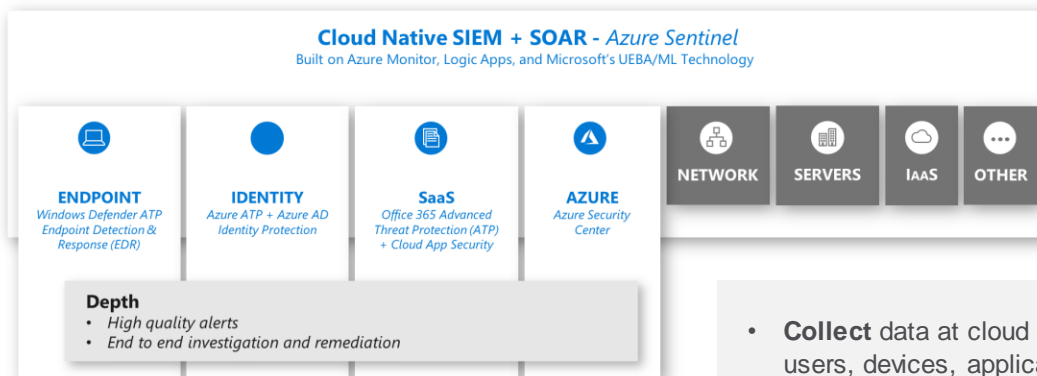 Cloud Native SIEM + SOAR - Azure Sentinel
Built on Azure Monitor, Logic Apps, and Microsoft's UEBA/ML Technology
ENDPOINT
Windows Defender ATP
Endpoint Detection &
Response (EDR)
IDENTITY
Azure ATP + Azure AD
Identity Protection
SaaS
Office 365 Advanced
Threat Protection (ATP)
+ Cloud App Security
AZURE
Azure Security
Center
NETWORK
SERVERS
IAAS
OTHER
Depth
• High quality alerts
• End to end investigation and remediation
• Collect data at cloud
users, devices,